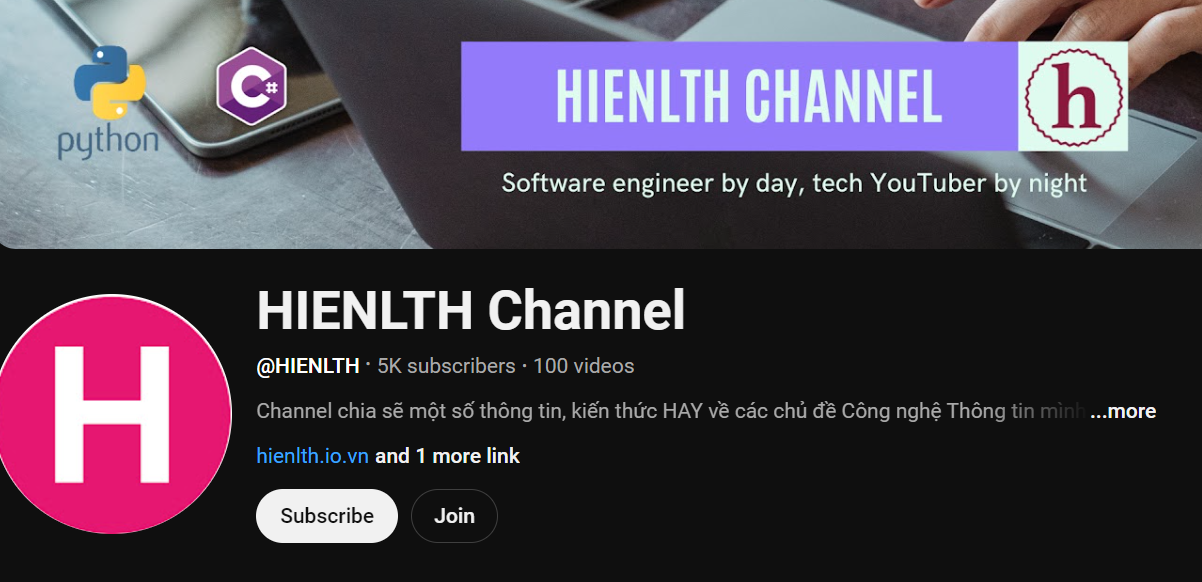 python
C#
HIENLTH CHANNEL
h
Software engineer by day, tech YouTuber by night
H
HIENLTH Channel
@HIENLTH · 5K subscribers · 100 videos
Channel chia sẽ một số thông tin, kiến thức HAY về các chủ đề Công nghệ Thông tin mình ...more
hienlth.io.vn and 1 more link
Subscribe
Join